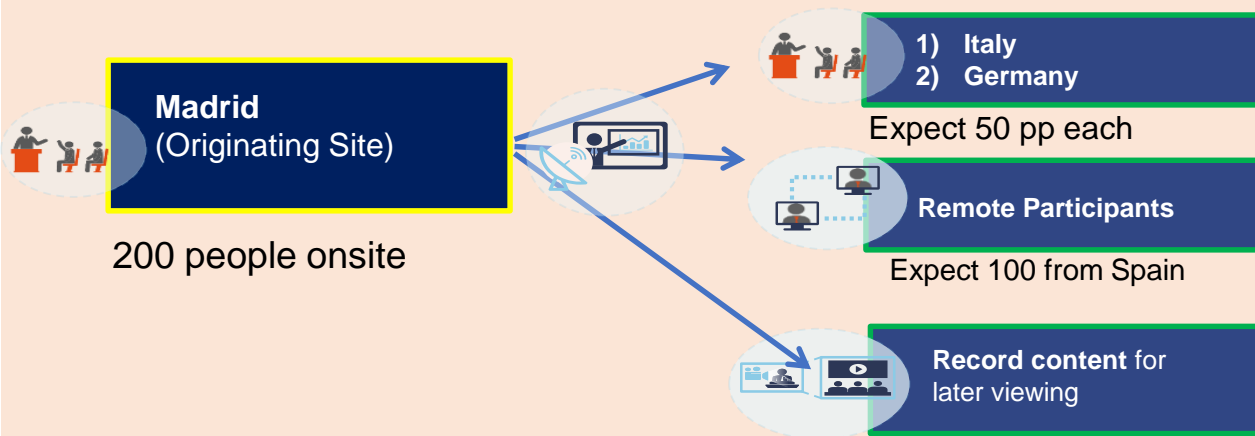 Madrid
(Originating Site)
200 people onsite
1) Italy
2) Germany
Expect 50 pp each
Remote Participants
Expect 100 from Spain
Record content for
later viewing